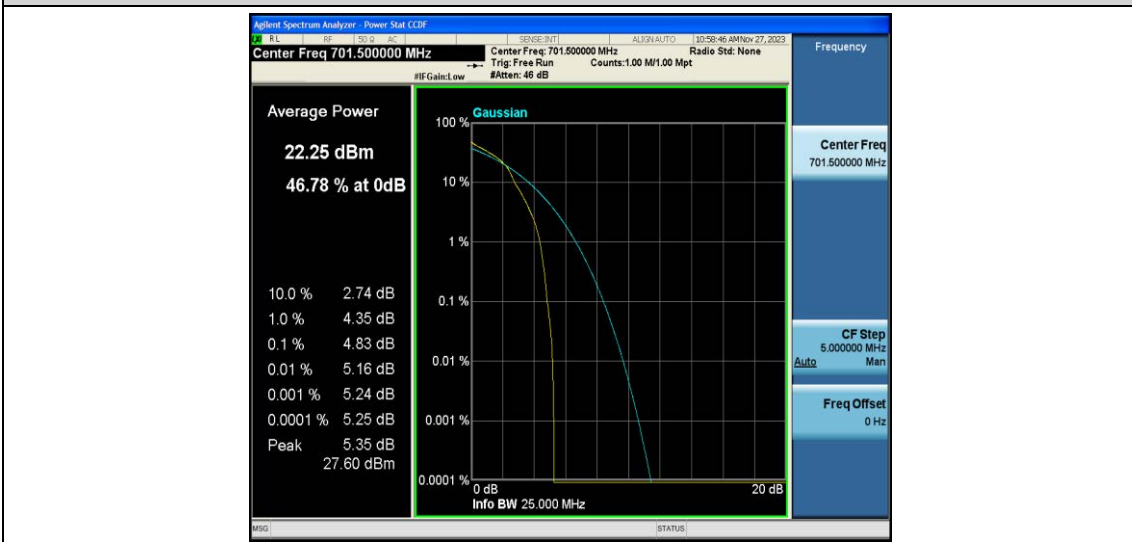 Agilent Spectrum Analyzer - Power Stat CCDF
RL RF 50 Ω AC SENSE:INT ALIGN AUTO 10:58:46 AM Nov 27, 2023
Center Freq 701.500000 MHz
Center Freq: 701.500000 MHz Radio Std: None
Trig: Free Run Counts:1.00 M/1.00 Mpt
#IFGain:Low #Atten: 46 dB
Frequency
Average Power
22.25 dBm
46.78 % at 0dB
10.0 % 2.74 dB
1.0 % 4.35 dB
0.1 % 4.83 dB
0.01 % 5.16 dB
0.001 % 5.24 dB
0.0001 % 5.25 dB
Peak 5.35 dB
27.60 dBm
Gaussian
100 %
10 %
1 %
0.1 %
0.01 %
0.001 %
0.0001 %
0 dB 20 dB
Info BW 25.000 MHz
Center Freq
701.500000 MHz
CF Step
5.000000 MHz
Auto Man
Freq Offset
0 Hz
MSG STATUS